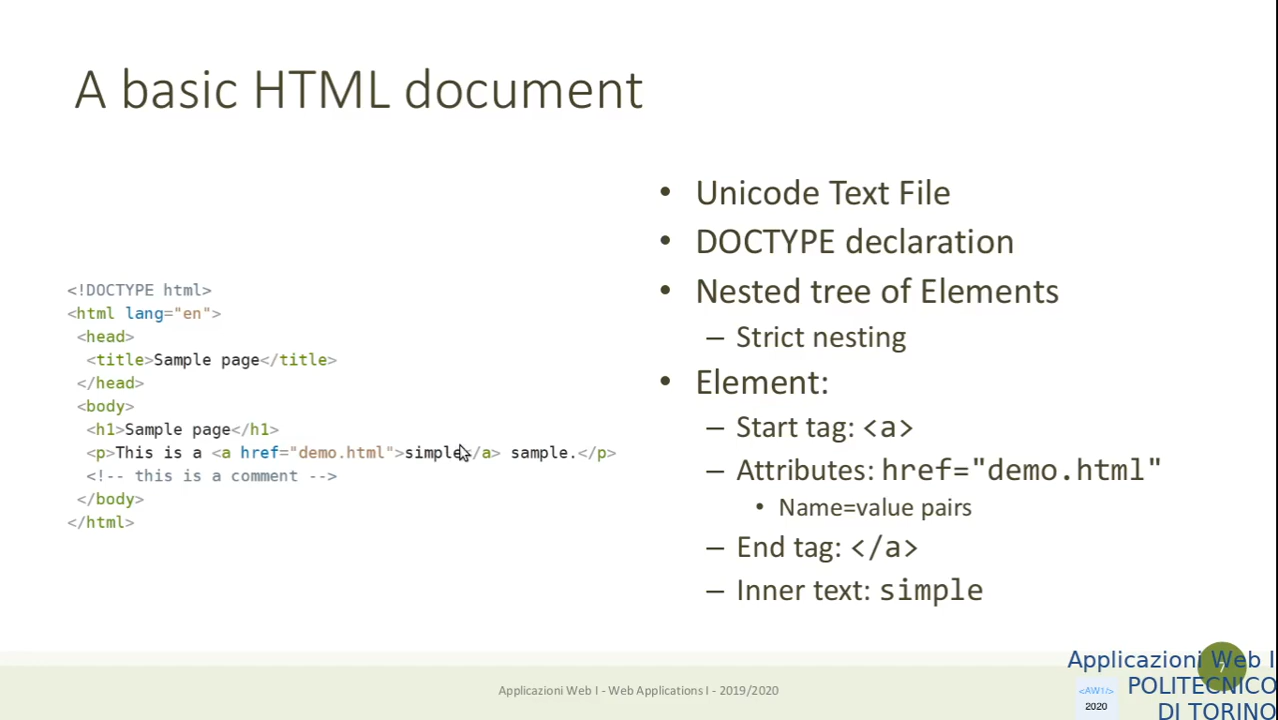 A basic HTML document
<!DOCTYPE html>
<html lang="en">
<head>
<title>Sample page</title>
</head>
<body>
<h1>Sample page</h1>
<p>This is a <a href="demo.html">simple</a> sample.</p>
<!-- this is a comment -->
</body>
</html>
• Unicode Text File
• DOCTYPE declaration
• Nested tree of Elements
– Strict nesting
• Element:
– Start tag: <a>
– Attributes: href="demo.html"
• Name=value pairs
– End tag: </a>
– Inner text: simple
Applicazioni Web I - Web Applications I - 2019/2020
Applicazioni Web I
POLITECNICO
DI TORINO
<AW1/>
2020